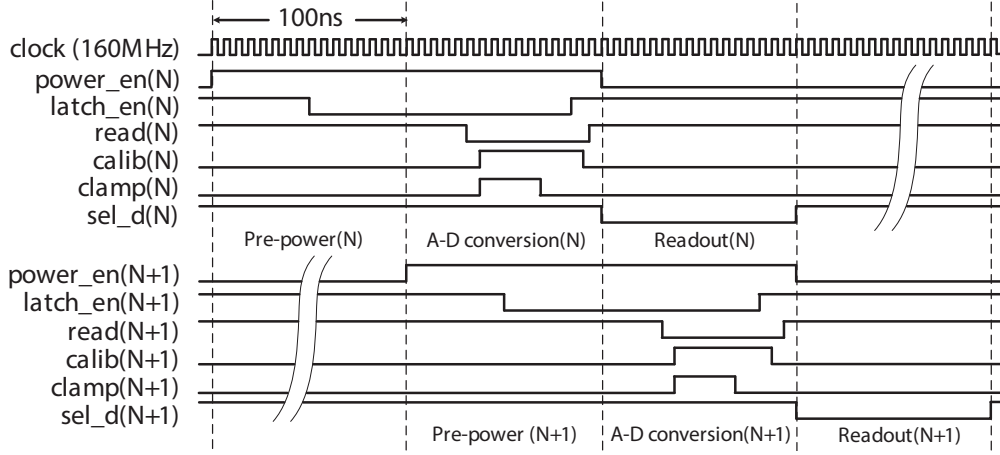 100ns
clock (160MHz)
power_en(N)
latch_en(N)
read(N)
calib(N)
clamp(N)
sel_d(N)
Pre-power(N) A-D conversion(N) Readout(N)
power_en(N+1)
latch_en(N+1)
read(N+1)
calib(N+1)
clamp(N+1)
sel_d(N+1)
Pre-power (N+1) A-D conversion(N+1) Readout(N+1)